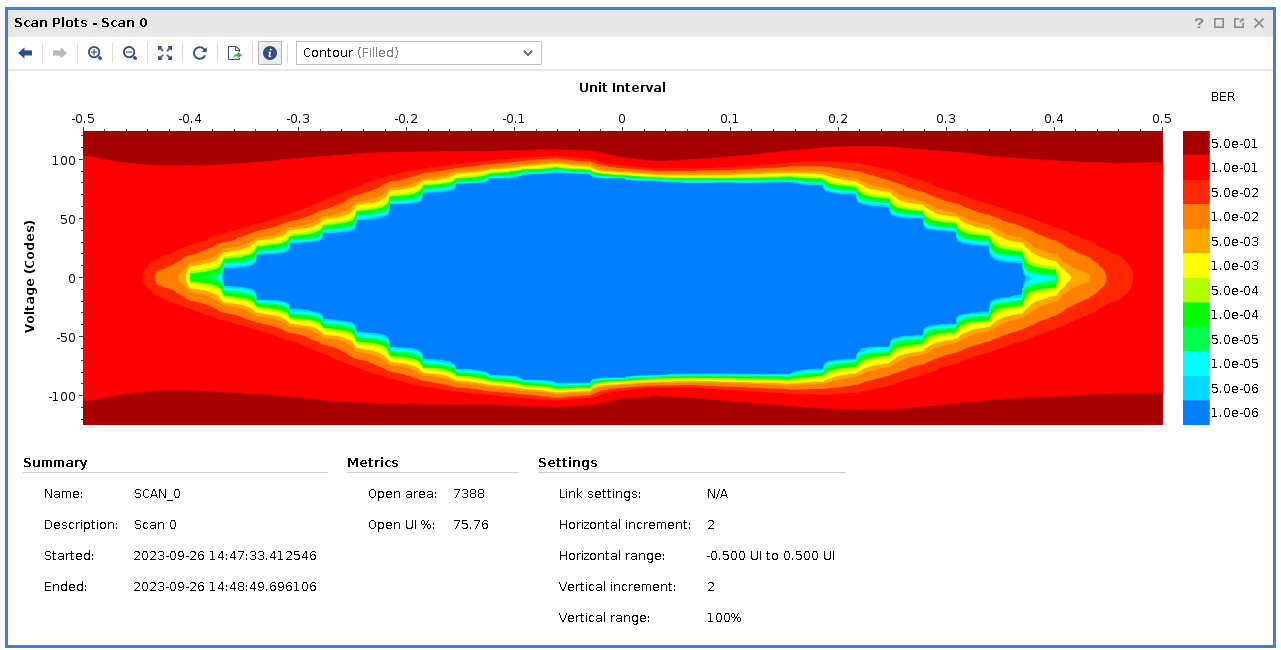 Scan Plots - Scan 0
?
i
Contour (Filled)
Unit Interval
BER
-0.5 -0.4 -0.3 -0.2 -0.1 0 0.1 0.2 0.3 0.4 0.5
Voltage (Codes)
100
50
0
-50
-100
5.0e-01
1.0e-01
5.0e-02
1.0e-02
5.0e-03
1.0e-03
5.0e-04
1.0e-04
5.0e-05
1.0e-05
5.0e-06
1.0e-06
Summary
Name: SCAN_0
Description: Scan 0
Started: 2023-09-26 14:47:33.412546
Ended: 2023-09-26 14:48:49.696106
Metrics
Open area: 7388
Open UI %: 75.76
Settings
Link settings: N/A
Horizontal increment: 2
Horizontal range: -0.500 UI to 0.500 UI
Vertical increment: 2
Vertical range: 100%